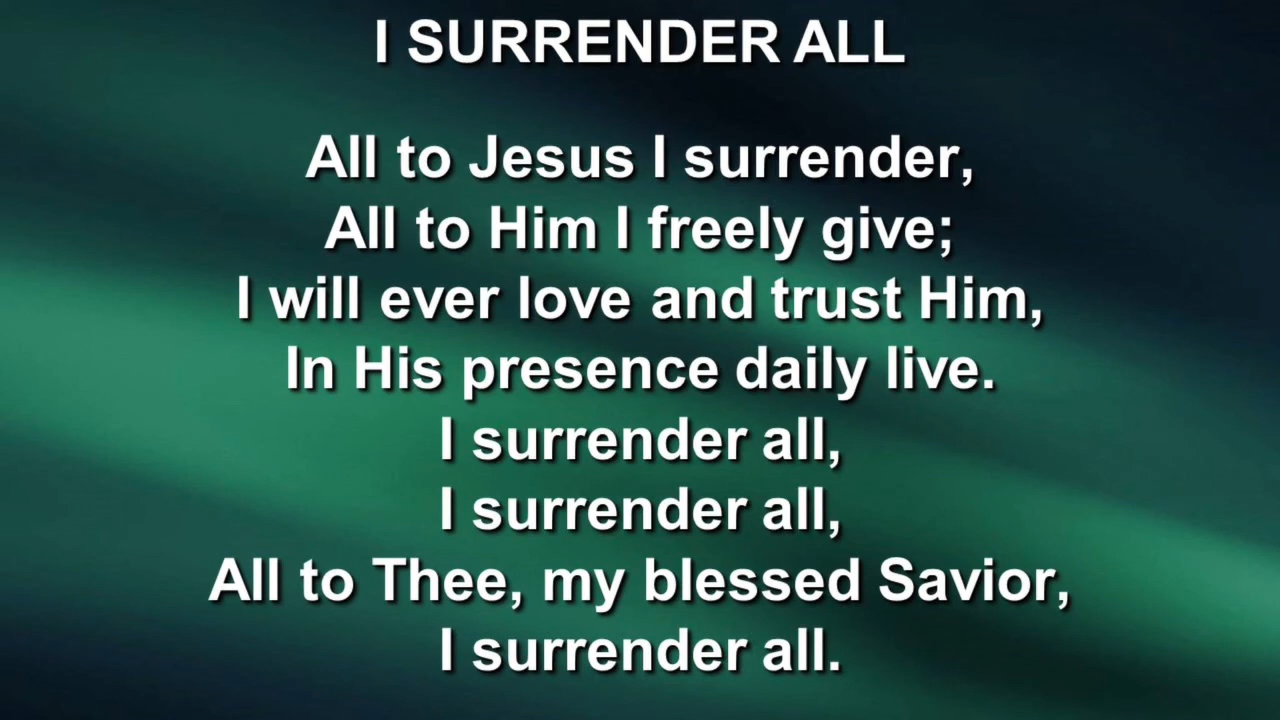 I SURRENDER ALL
All to Jesus I surrender,
All to Him I freely give;
I will ever love and trust Him,
In His presence daily live.
I surrender all,
I surrender all,
All to Thee, my blessed Savior,
I surrender all.